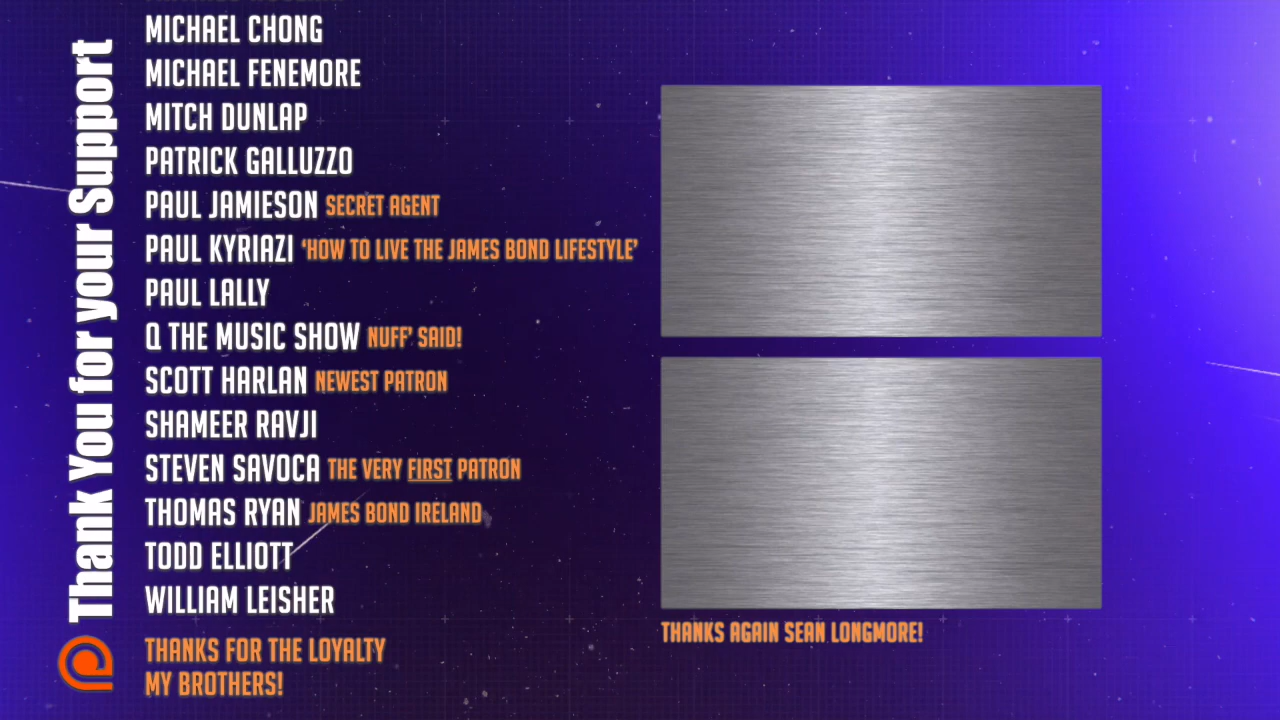 Thank You for your Support
MICHAEL CHONG
MICHAEL FENEMORE
MITCH DUNLAP
PATRICK GALLUZZO
PAUL JAMIESON SECRET AGENT
PAUL KYRIAZI ‘HOW TO LIVE THE JAMES BOND LIFESTYLE’
PAUL LALLY
Q THE MUSIC SHOW NUFF’ SAID!
SCOTT HARLAN NEWEST PATRON
SHAMEER RAVJI
STEVEN SAVOCA THE VERY FIRST PATRON
THOMAS RYAN JAMES BOND IRELAND
TODD ELLIOTT
WILLIAM LEISHER
THANKS FOR THE LOYALTY
MY BROTHERS!
THANKS AGAIN SEAN LONGMORE!